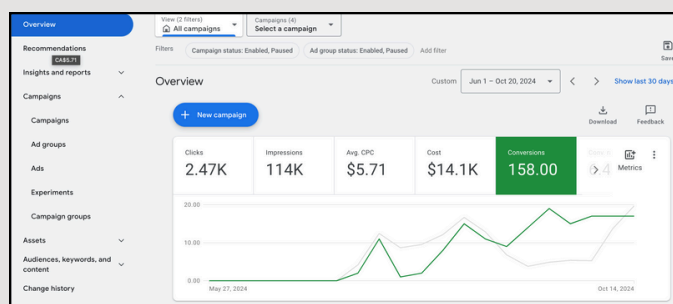 Overview
Recommendations
CA$5.71
Insights and reports
Campaigns
Campaigns
Ad groups
Ads
Experiments
Campaign groups
Assets
Audiences, keywords, and
content
Change history
View (2 filters)
All campaigns
Campaigns (4)
Select a campaign
Filters
Campaign status: Enabled, Paused
Ad group status: Enabled, Paused
Add filter
Save
Overview
Custom
Jun 1 – Oct 20, 2024
Show last 30 days
New campaign
Download
Feedback
Clicks
2.47K
Impressions
114K
Avg. CPC
$5.71
Cost
$14.1K
Conversions
158.00
Metrics
20.00
10.00
0.00
May 27, 2024
Oct 14, 2024